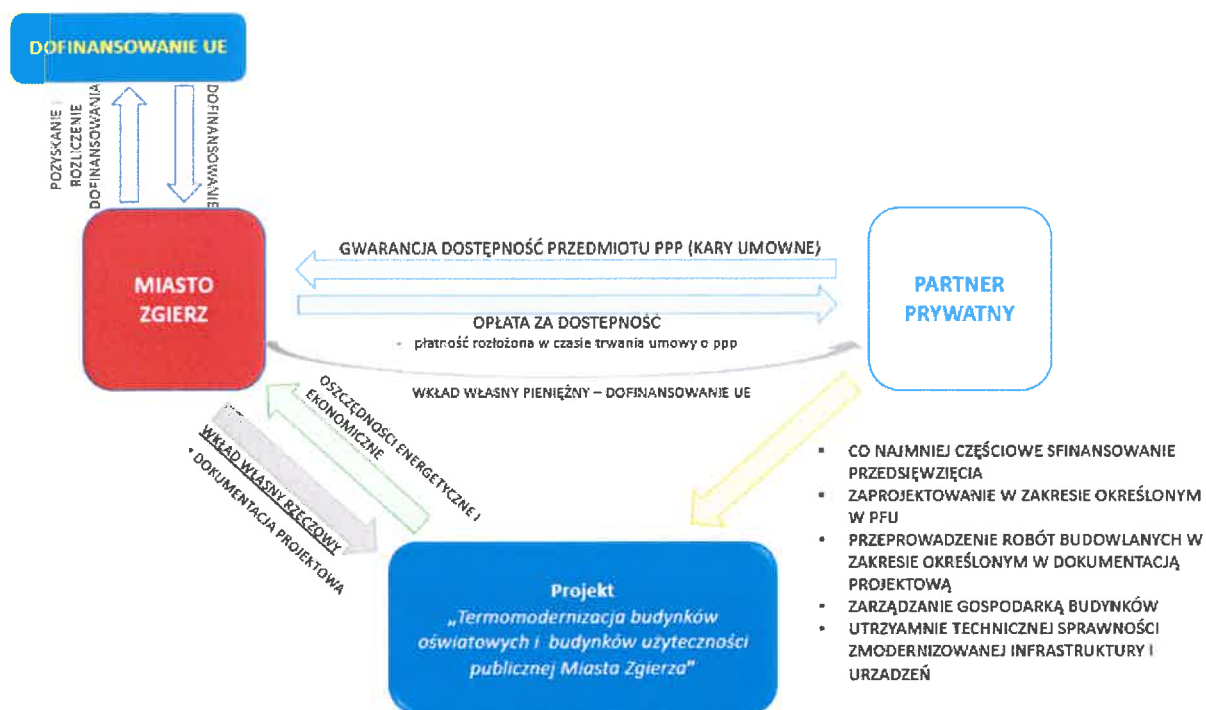 DOFINANSOWANIE UE
POZYSKANIE I
ROZLICZENIE
DOFINANSOWANIA
DOFINANSOWANIE
MIASTO
ZGIERZ
GWARANCJA DOSTĘPNOŚĆ PRZEDMIOTU PPP (KARY UMOWNE)
OPŁATA ZA DOSTEPNOŚĆ
- płatność rozłożona w czasie trwania umowy o ppp
WKŁAD WŁASNY PIENIĘŻNY – DOFINANSOWANIE UE
PARTNER
PRYWATNY
OSZCZĘDNOŚCI ENERGETYCZNE I
EKONOMICZNE
WKŁAD WŁASNY RZECZOWY
• DOKUMENTACJA PROJEKTOWA
Projekt
„Termomodernizacja budynków
oświatowych i budynków użyteczności
publicznej Miasta Zgierza”
• CO NAJMNIEJ CZĘŚCIOWE SFINANSOWANIE
PRZEDSIĘWZIĘCIA
• ZAPROJEKTOWANIE W ZAKRESIE OKREŚLONYM
W PFU
• PRZEPROWADZENIE ROBÓT BUDOWLANYCH W
ZAKRESIE OKREŚLONYM W DOKUMENTACJĄ
PROJEKTOWĄ
• ZARZĄDZANIE GOSPODARKĄ BUDYNKÓW
• UTRZYAMNIE TECHNICZNEJ SPRAWNOŚCI
ZMODERNIZOWANEJ INFRASTRUKTURY I
URZADZEŃ